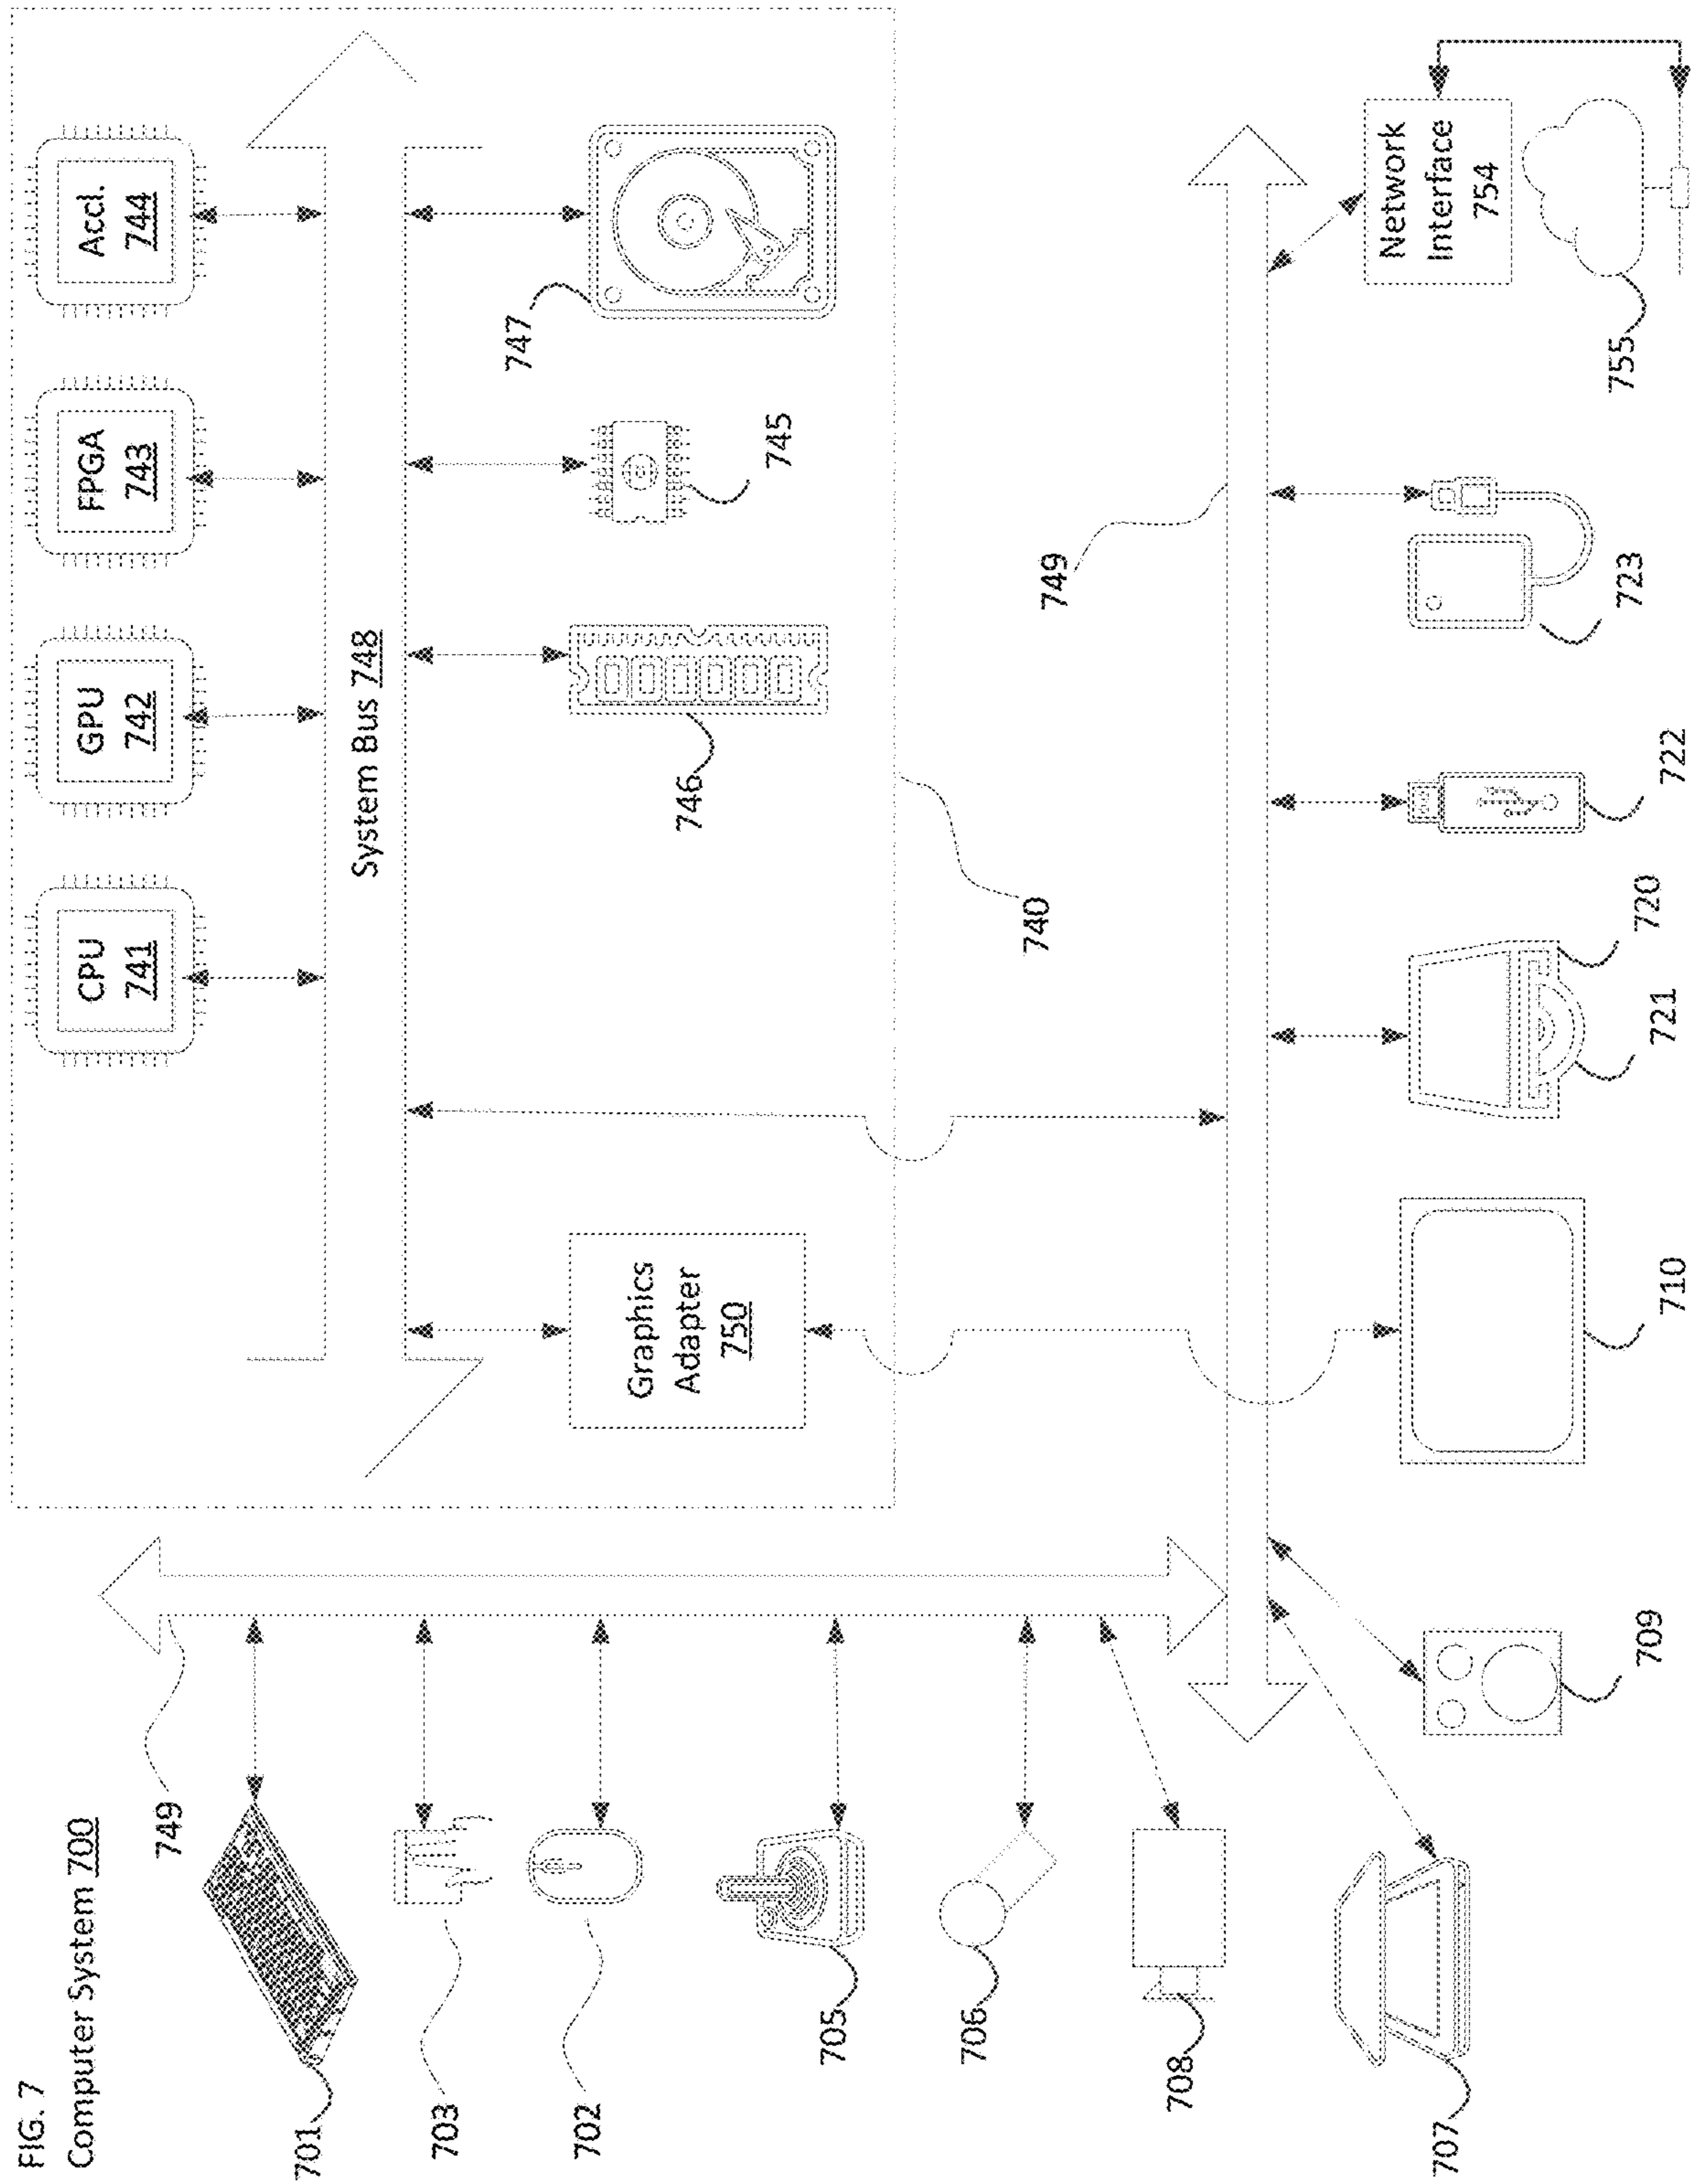 FIG. 7
Computer System 700
749
701
703
702
705
706
708
707
709
CPU
741
GPU
742
FPGA
743
Accl.
744
System Bus 748
Graphics
Adapter
750
746
745
747
740
749
710
721
720
722
723
Network
Interface
754
755